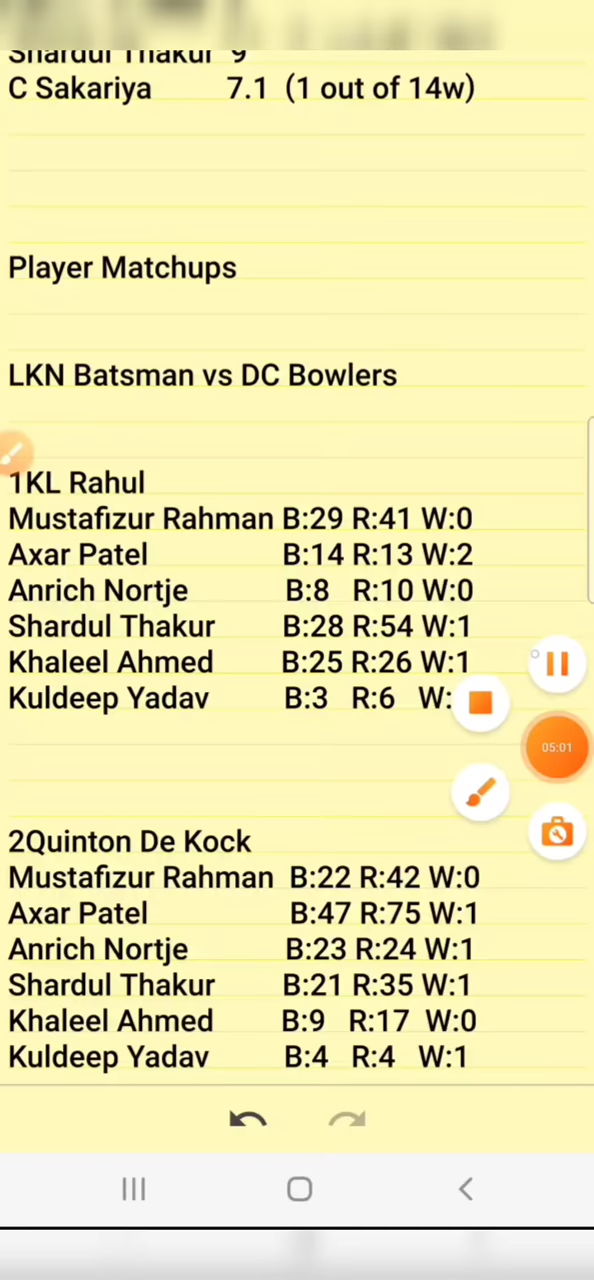 Shardul Thakur 9
C Sakariya 7.1 (1 out of 14w)
Player Matchups
LKN Batsman vs DC Bowlers
1KL Rahul
Mustafizur Rahman B:29 R:41 W:0
Axar Patel B:14 R:13 W:2
Anrich Nortje B:8 R:10 W:0
Shardul Thakur B:28 R:54 W:1
Khaleel Ahmed B:25 R:26 W:1
Kuldeep Yadav B:3 R:6 W:
05:01
2Quinton De Kock
Mustafizur Rahman B:22 R:42 W:0
Axar Patel B:47 R:75 W:1
Anrich Nortje B:23 R:24 W:1
Shardul Thakur B:21 R:35 W:1
Khaleel Ahmed B:9 R:17 W:0
Kuldeep Yadav B:4 R:4 W:1